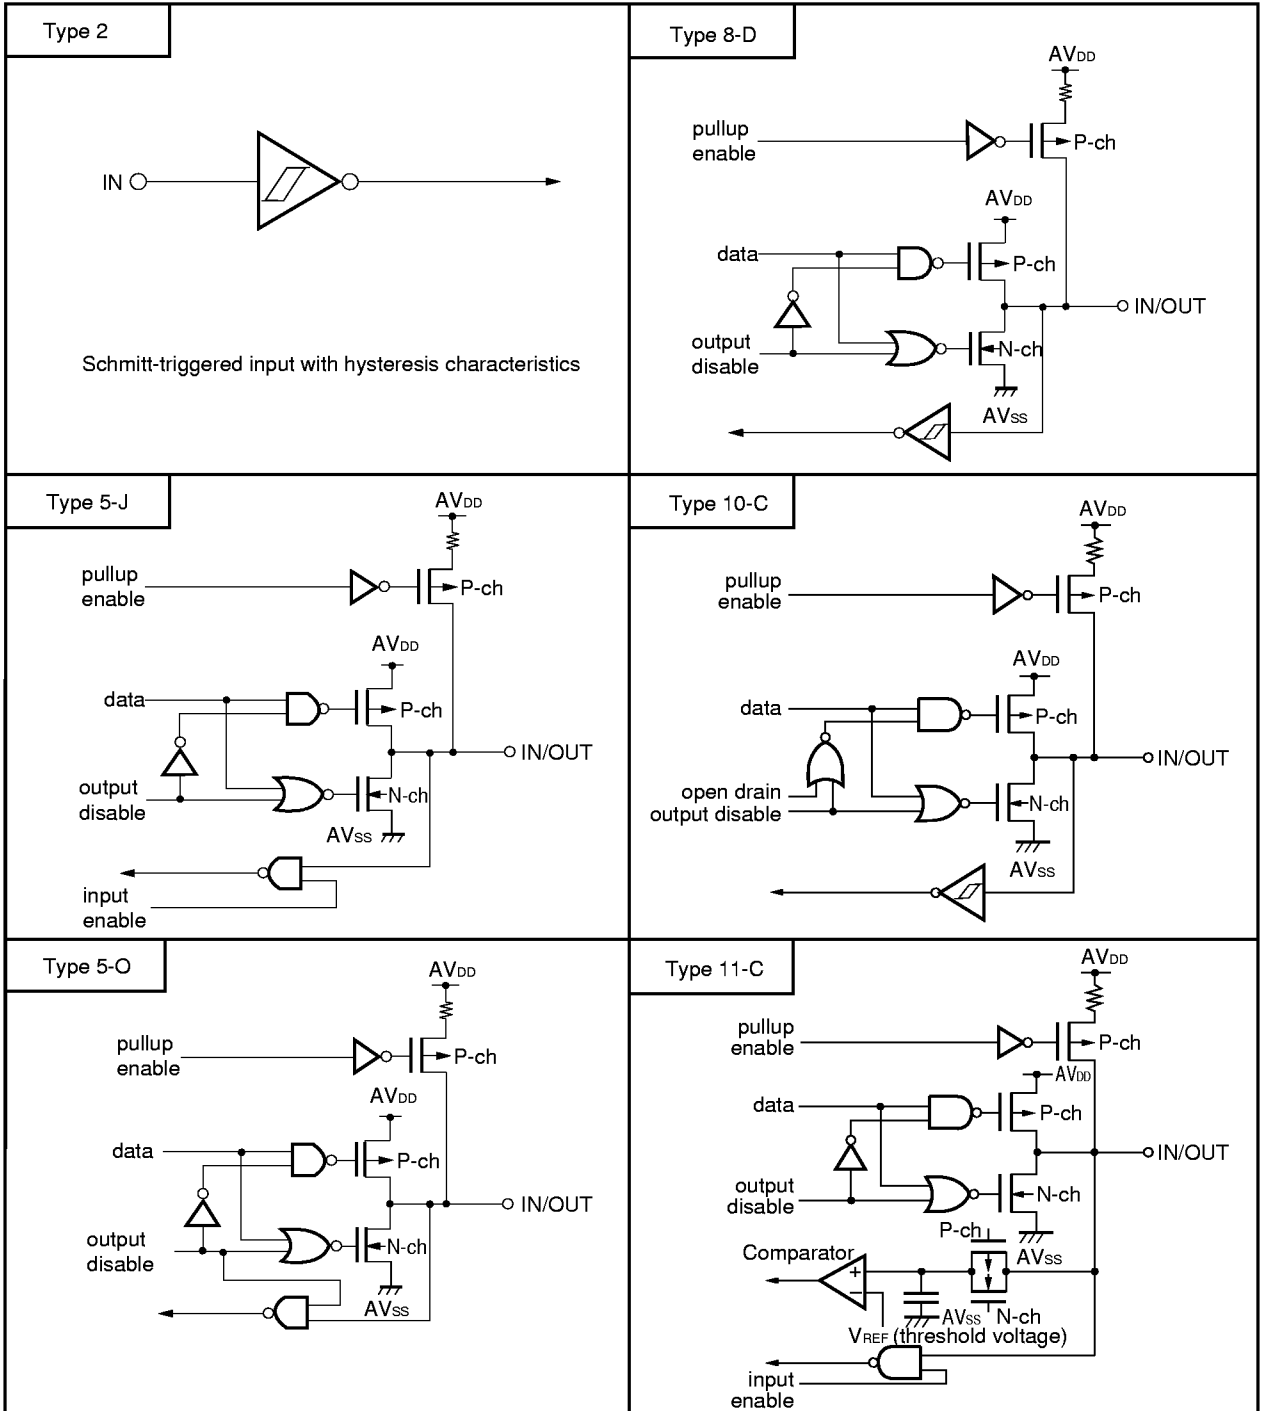 Type 2
IN
Schmitt-triggered input with hysteresis characteristics
Type 8-D
AVDD
pullup
enable
P-ch
AVDD
data
P-ch
IN/OUT
output
disable
N-ch
AVSS
Type 5-J
AVDD
pullup
enable
P-ch
AVDD
data
P-ch
IN/OUT
output
disable
N-ch
AVSS
input
enable
Type 10-C
AVDD
pullup
enable
P-ch
AVDD
data
P-ch
IN/OUT
open drain
output disable
N-ch
AVSS
Type 5-O
AVDD
pullup
enable
P-ch
AVDD
data
P-ch
IN/OUT
output
disable
N-ch
AVSS
Type 11-C
AVDD
pullup
enable
P-ch
AVDD
data
P-ch
IN/OUT
output
disable
N-ch
P-ch
AVSS
Comparator
+
−
AVSS
N-ch
VREF (threshold voltage)
input
enable